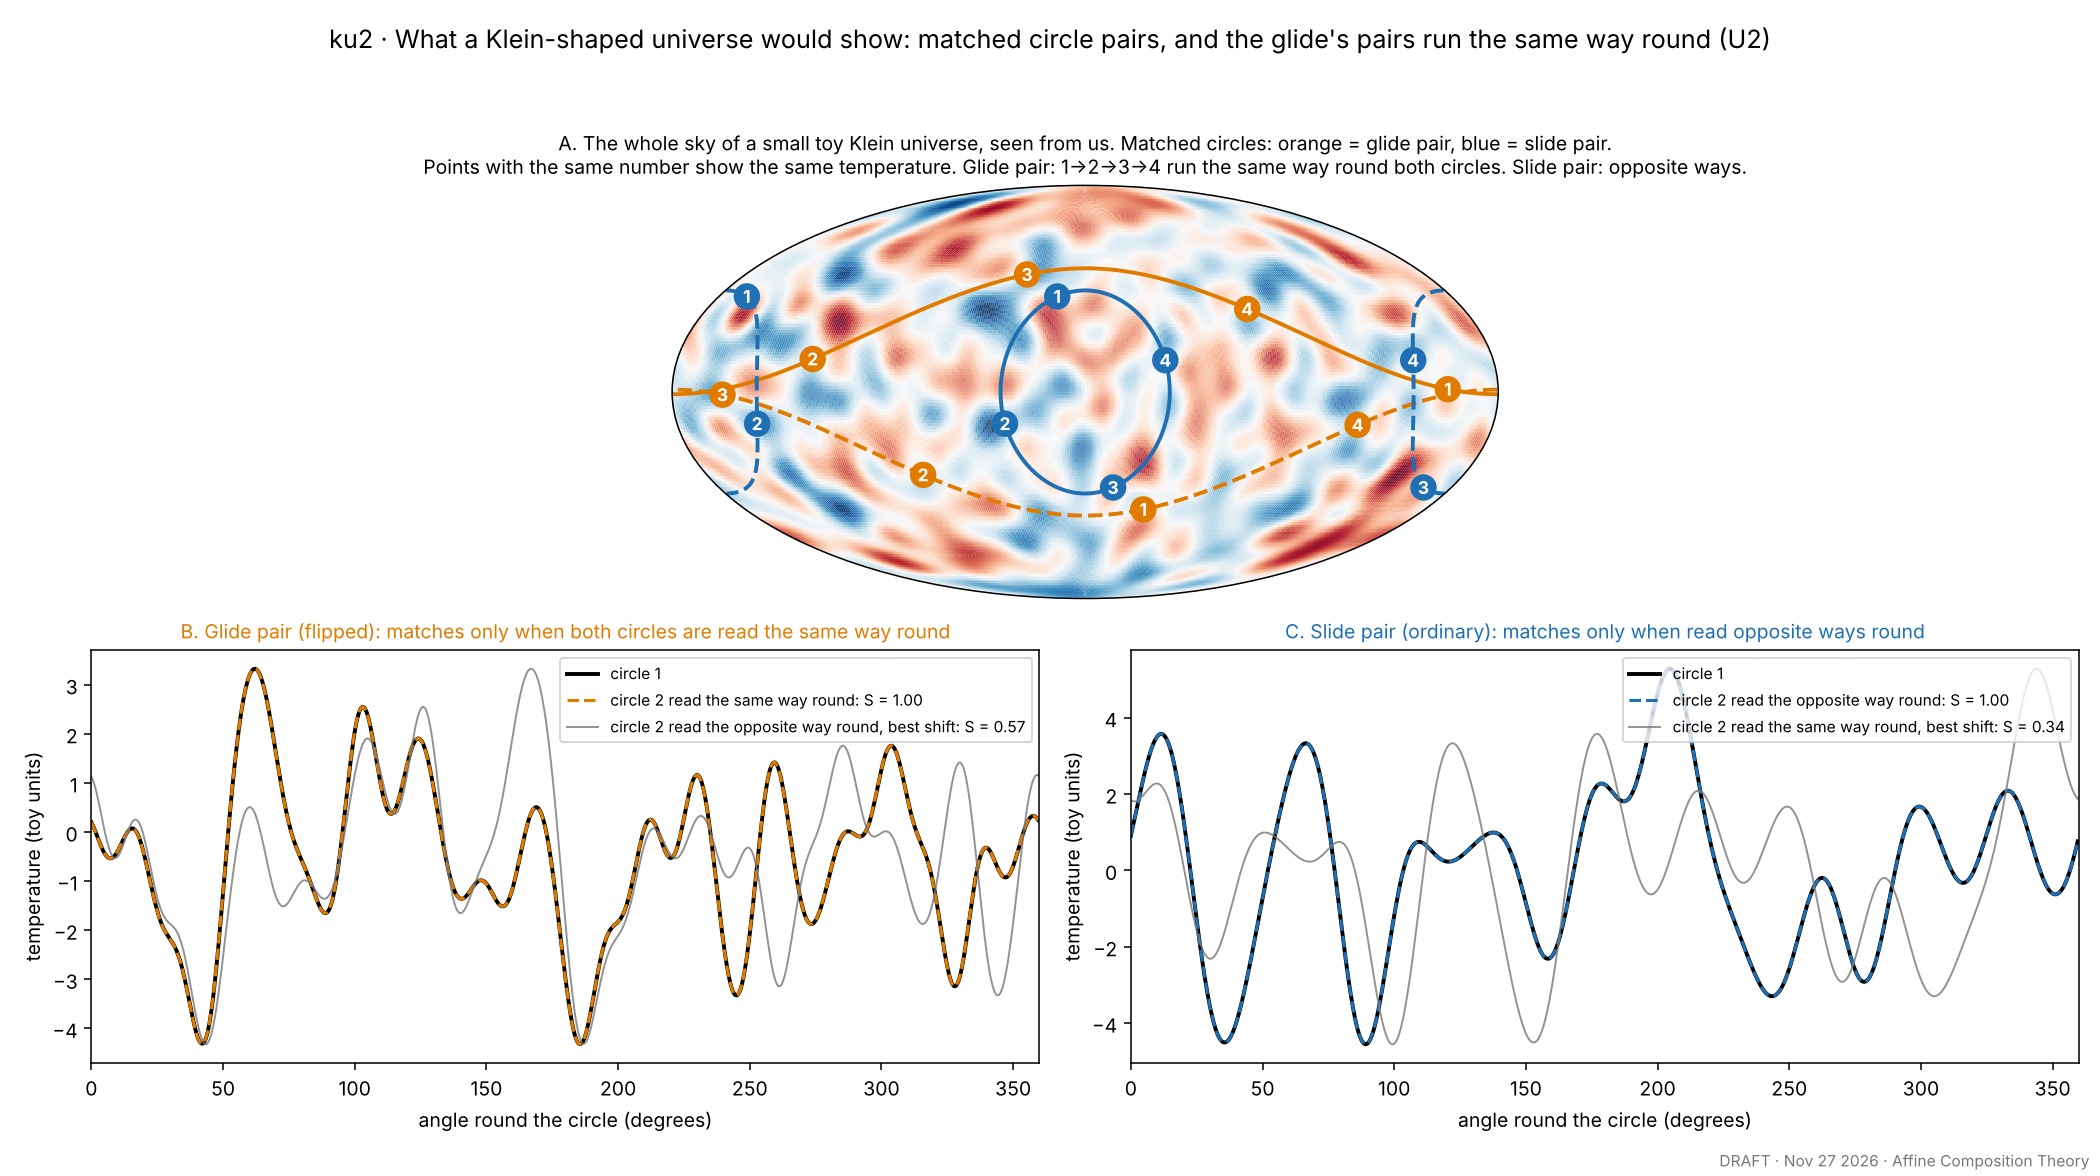 ku2 · What a Klein-shaped universe would show: matched circle pairs, and the glide's pairs run the same way round (U2)
A. The whole sky of a small toy Klein universe, seen from us. Matched circles: orange = glide pair, blue = slide pair.
Points with the same number show the same temperature. Glide pair: 1→2→3→4 run the same way round both circles. Slide pair: opposite ways.
3
1 1
4
2 4 4
3 1
2 2 4
2
3 3
1
B. Glide pair (flipped): matches only when both circles are read the same way round
circle 1
circle 2 read the same way round: S = 1.00
circle 2 read the opposite way round, best shift: S = 0.57
temperature (toy units)
3
2
1
0
−1
−2
−3
−4
0 50 100 150 200 250 300 350
angle round the circle (degrees)
C. Slide pair (ordinary): matches only when read opposite ways round
circle 1
circle 2 read the opposite way round: S = 1.00
circle 2 read the same way round, best shift: S = 0.34
temperature (toy units)
4
2
0
−2
−4
0 50 100 150 200 250 300 350
angle round the circle (degrees)
DRAFT · Nov 27 2026 · Affine Composition Theory